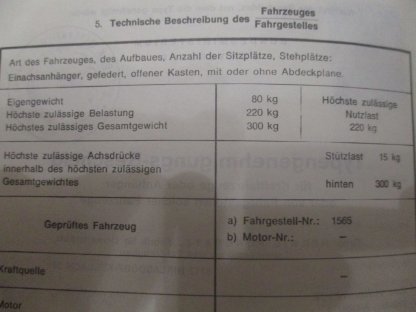 5. Technische Beschreibung des Fahrzeuges
Fahrgestelles
Art des Fahrzeuges, des Aufbaues, Anzahl der Sitzplätze, Stehplätze:
Einachsanhänger, gefedert, offener Kasten, mit oder ohne Abdeckplane
Eigengewicht 80 kg Höchste zulässige
Höchste zulässige Belastung 220 kg Nutzlast
Höchstes zulässiges Gesamtgewicht 300 kg 220 kg
Höchste zulässige Achsdrücke Stützlast 15 kg
innerhalb des höchsten zulässigen
Gesamtgewichtes hinten 300 kg
Geprüftes Fahrzeug a) Fahrgestell-Nr.: 1565
b) Motor-Nr.: —
Kraftquelle —
Motor